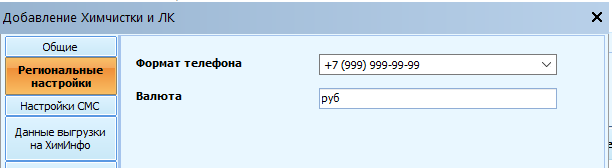 Добавление Химчистки и ЛК
Общие
Региональные
настройки
Настройки СМС
Данные выгрузки
на ХимИнфо
Формат телефона
+7 (999) 999-99-99
Валюта
руб